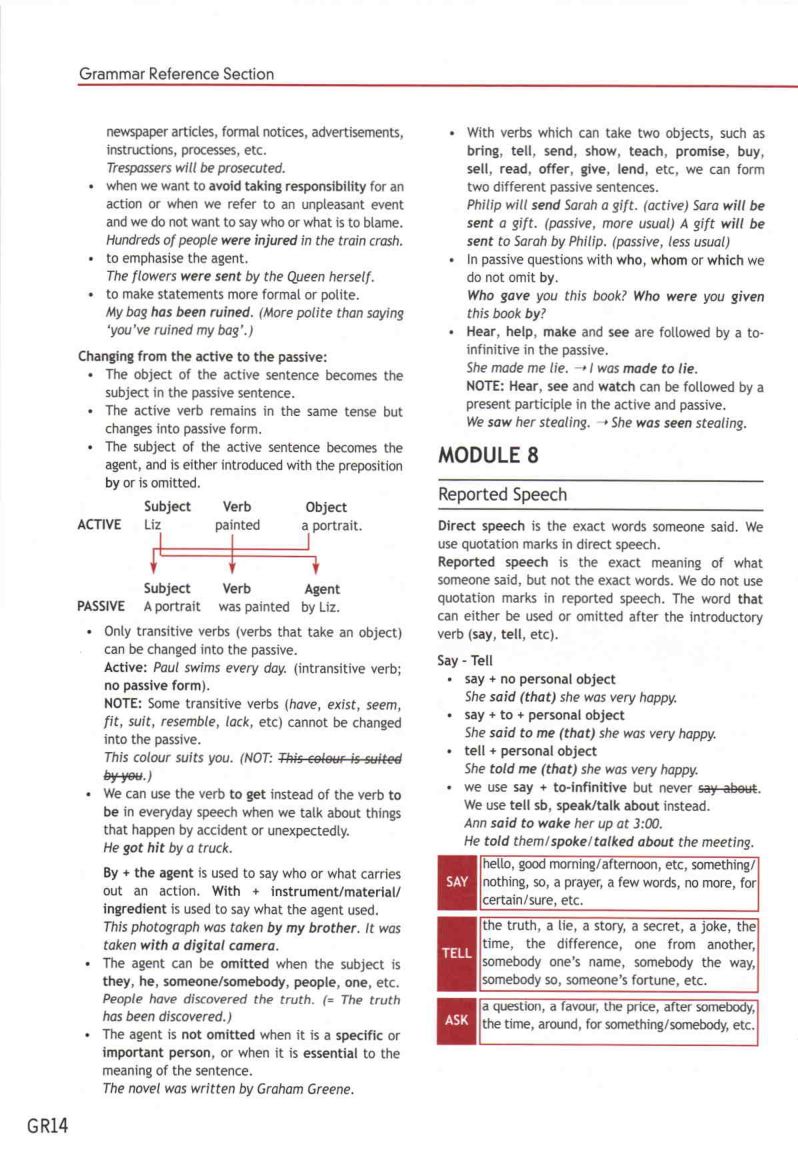 Grammar Reference Section
newspaper articles, formal notices, advertisements,
instructions, processes, etc.
Trespassers will be prosecuted.
• when we want to avoid taking responsibility for an
action or when we refer to an unpleasant event
and we do not want to say who or what is to blame.
Hundreds of people were injured in the train crash.
• to emphasise the agent.
The flowers were sent by the Queen herself.
• to make statements more formal or polite.
My bag has been ruined. (More polite than saying
'you've ruined my bag'.)
Changing from the active to the passive:
• The object of the active sentence becomes the
subject in the passive sentence.
• The active verb remains in the same tense but
changes into passive form.
• The subject of the active sentence becomes the
agent, and is either introduced with the preposition
by or is omitted.
Subject Verb Object
ACTIVE Liz painted a portrait.
Subject Verb Agent
PASSIVE A portrait was painted by Liz.
• Only transitive verbs (verbs that take an object)
can be changed into the passive.
Active: Paul swims every day. (intransitive verb;
no passive form).
NOTE: Some transitive verbs (have, exist, seem,
fit, suit, resemble, lack, etc) cannot be changed
into the passive.
This colour suits you. (NOT: This colour is suited
by you.)
• We can use the verb to get instead of the verb to
be in everyday speech when we talk about things
that happen by accident or unexpectedly.
He got hit by a truck.
By + the agent is used to say who or what carries
out an action. With + instrument/material/
ingredient is used to say what the agent used.
This photograph was taken by my brother. It was
taken with a digital camera.
• The agent can be omitted when the subject is
they, he, someone/somebody, people, one, etc.
People have discovered the truth. (= The truth
has been discovered.)
• The agent is not omitted when it is a specific or
important person, or when it is essential to the
meaning of the sentence.
The novel was written by Graham Greene.
• With verbs which can take two objects, such as
bring, tell, send, show, teach, promise, buy,
sell, read, offer, give, lend, etc, we can form
two different passive sentences.
Philip will send Sarah a gift. (active) Sara will be
sent a gift. (passive, more usual) A gift will be
sent to Sarah by Philip. (passive, less usual)
• In passive questions with who, whom or which we
do not omit by.
Who gave you this book? Who were you given
this book by?
• Hear, help, make and see are followed by a to-
infinitive in the passive.
She made me lie. → I was made to lie.
NOTE: Hear, see and watch can be followed by a
present participle in the active and passive.
We saw her stealing. → She was seen stealing.
MODULE 8
Reported Speech
Direct speech is the exact words someone said. We
use quotation marks in direct speech.
Reported speech is the exact meaning of what
someone said, but not the exact words. We do not use
quotation marks in reported speech. The word that
can either be used or omitted after the introductory
verb (say, tell, etc).
Say - Tell
• say + no personal object
She said (that) she was very happy.
• say + to + personal object
She said to me (that) she was very happy.
• tell + personal object
She told me (that) she was very happy.
• we use say + to-infinitive but never say about.
We use tell sb, speak/talk about instead.
Ann said to wake her up at 3:00.
He told them/spoke/talked about the meeting.
SAY
hello, good morning/afternoon, etc, something/
nothing, so, a prayer, a few words, no more, for
certain/sure, etc.
TELL
the truth, a lie, a story, a secret, a joke, the
time, the difference, one from another,
somebody one's name, somebody the way,
somebody so, someone's fortune, etc.
ASK
a question, a favour, the price, after somebody,
the time, around, for something/somebody, etc.
GR14